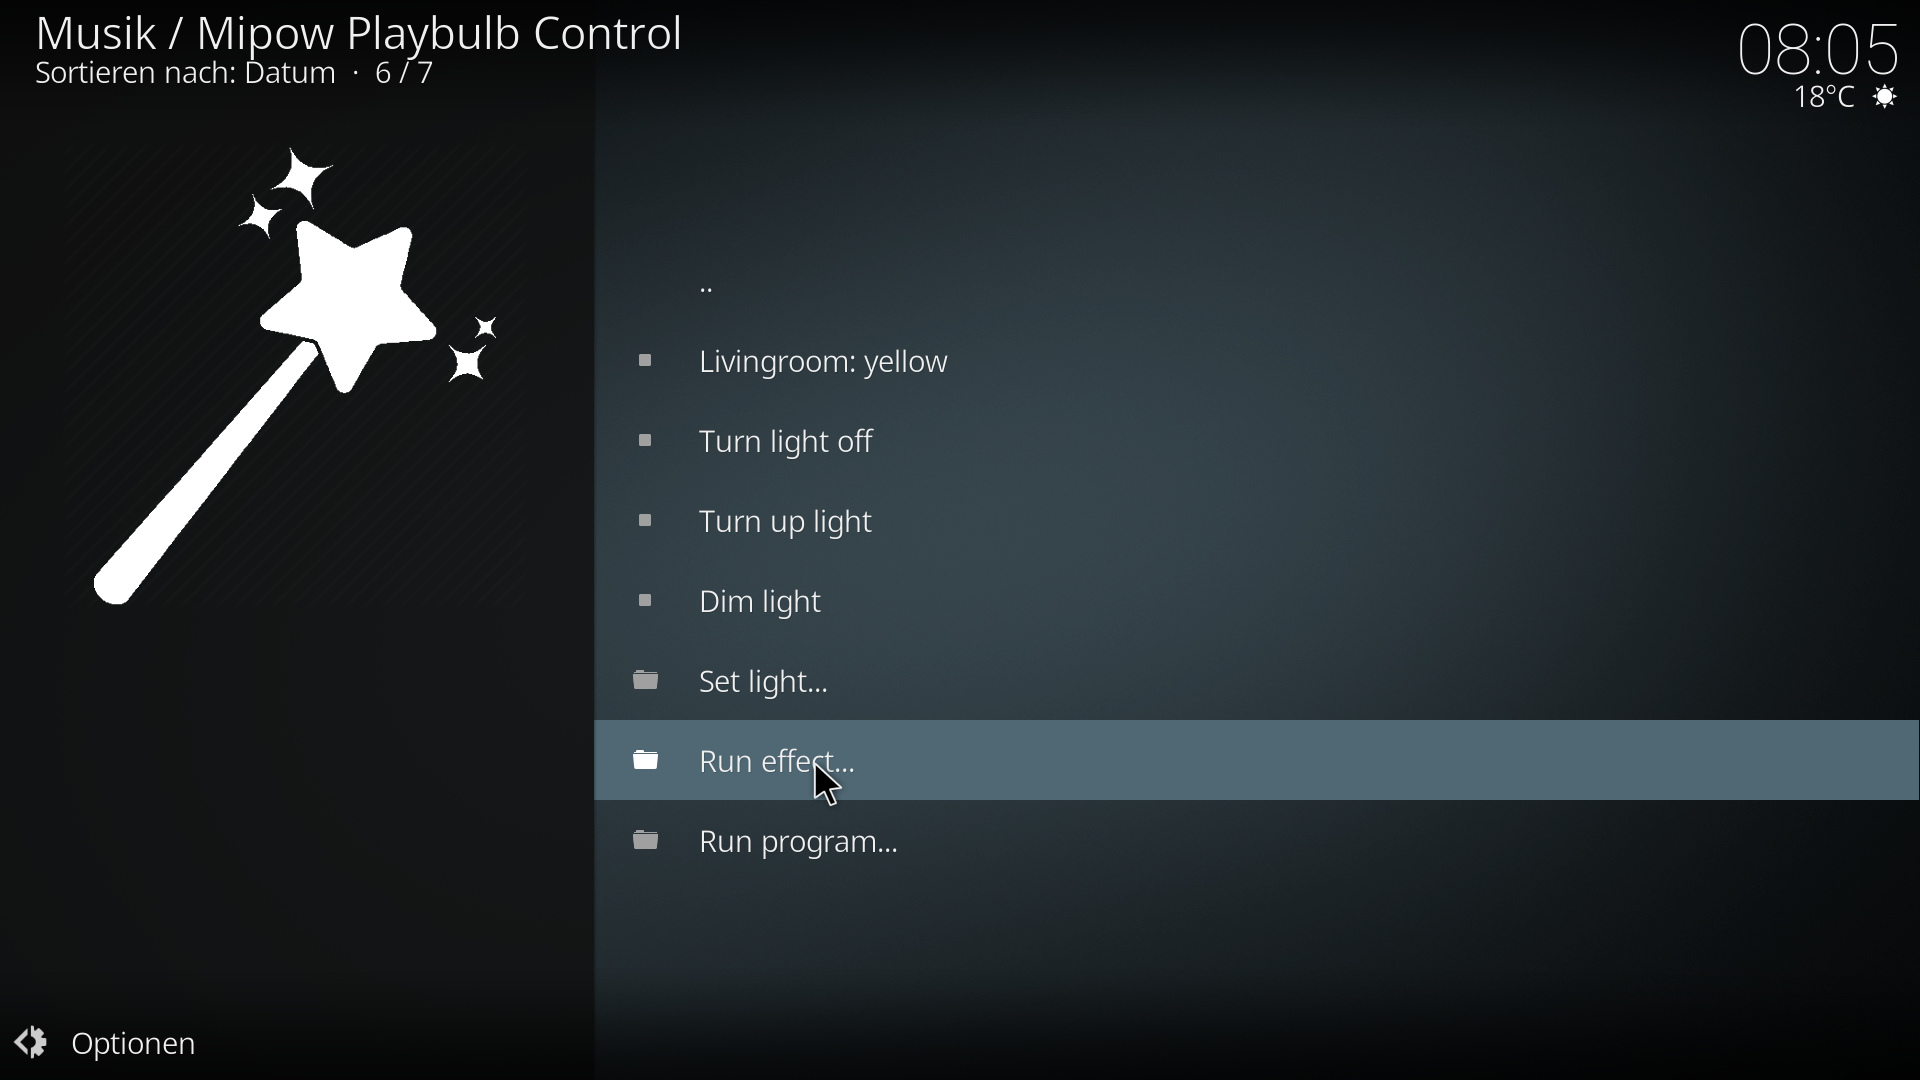 Musik / Mipow Playbulb Control
Sortieren nach: Datum · 6 / 7
08:05
18°C
..
Livingroom: yellow
Turn light off
Turn up light
Dim light
Set light...
Run effect...
Run program...
Optionen